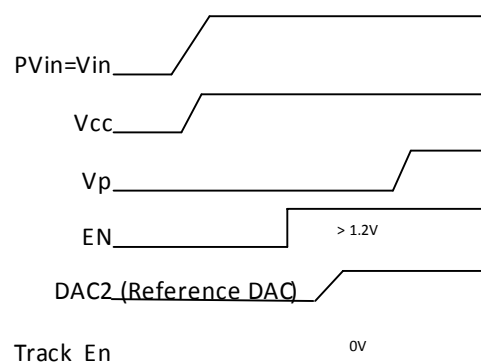 PVin=Vin
Vcc
Vp
EN
> 1.2V
DAC2 (Reference DAC)
Track En
0V